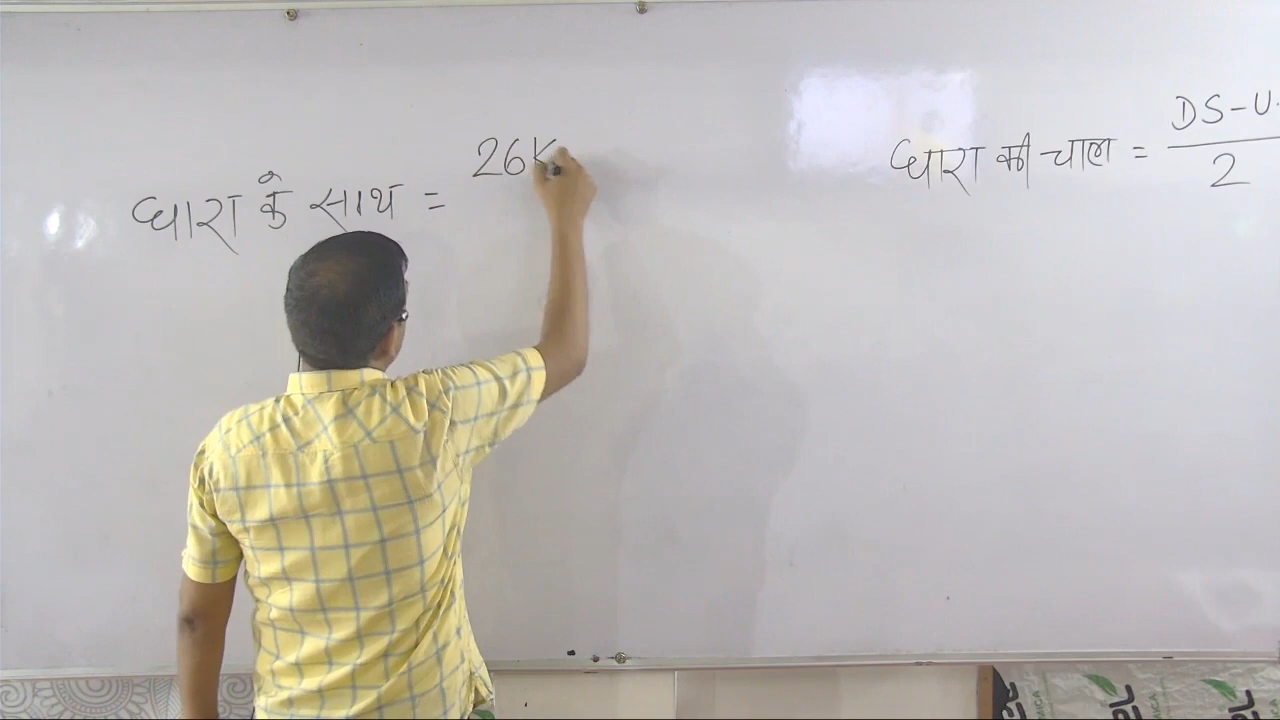 धारा के साथ = 26K
धारा की चाल = DS-U
2